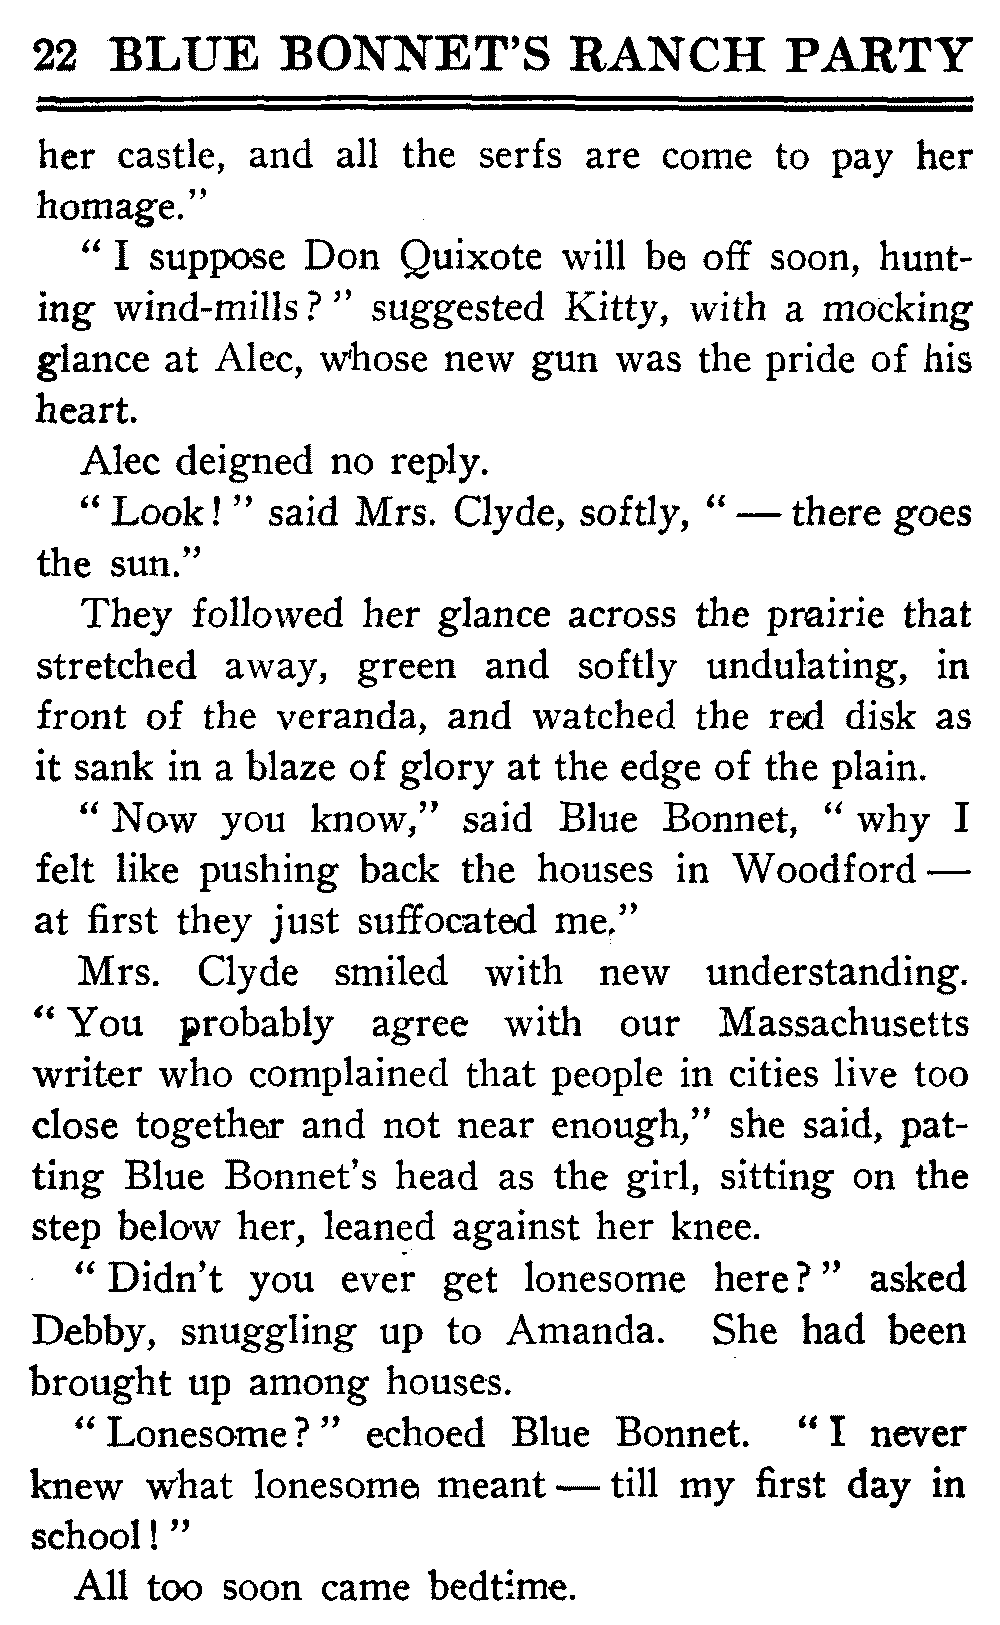 22 BLUE BONNET'S RANCH PARTY
her castle, and all the serfs are come to pay her
homage."
" I suppose Don Quixote will be off soon, hunt-
ing wind-mills ? " suggested Kitty, with a mocking
glance at Alec, whose new gun was the pride of his
heart.
Alec deigned no reply.
" Look! " said Mrs. Clyde, softly, " — there goes
the sun."
They followed her glance across the prairie that
stretched away, green and softly undulating, in
front of the veranda, and watched the red disk as
it sank in a blaze of glory at the edge of the plain.
" Now you know," said Blue Bonnet, " why I
felt like pushing back the houses in Woodford —
at first they just suffocated me."
Mrs. Clyde smiled with new understanding.
" You probably agree with our Massachusetts
writer who complained that people in cities live too
close together and not near enough," she said, pat-
ting Blue Bonnet's head as the girl, sitting on the
step below her, leaned against her knee.
" Didn't you ever get lonesome here? " asked
Debby, snuggling up to Amanda. She had been
brought up among houses.
" Lonesome ? " echoed Blue Bonnet. " I never
knew what lonesome meant — till my first day in
school! "
All too soon came bedtime.